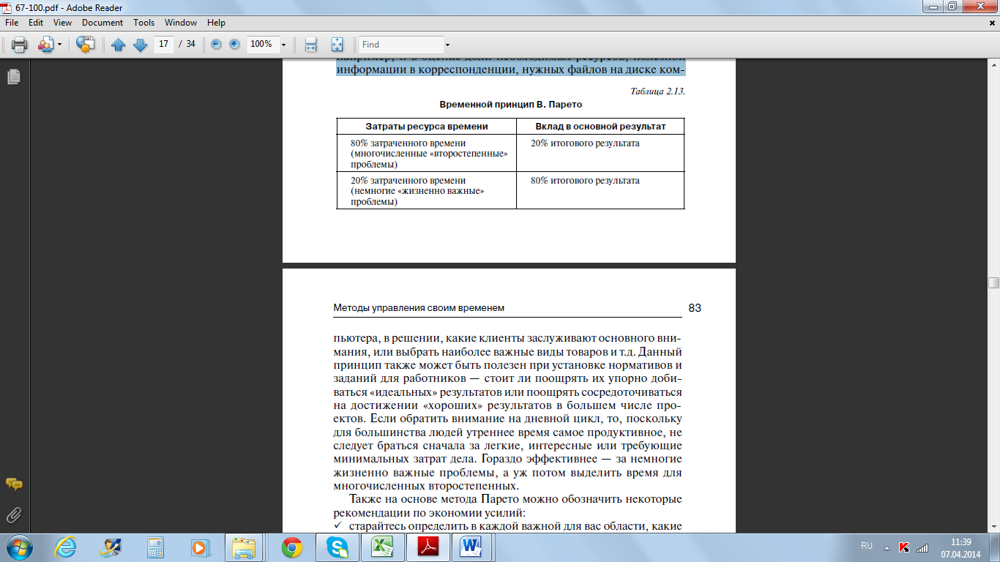 67-100.pdf - Adobe Reader
File Edit View Document Tools Window Help
17 / 34 100% Find
информации в корреспонденции, нужных файлов на диске ком-
Таблица 2.13.
Временной принцип В. Парето
Затраты ресурса времени Вклад в основной результат
80% затраченного времени 20% итогового результата
(многочисленные «второстепенные»
проблемы)
20% затраченного времени 80% итогового результата
(немногие «жизненно важные»
проблемы)
Методы управления своим временем 83
пьютера, в решении, какие клиенты заслуживают основного вни-
мания, или выбрать наиболее важные виды товаров и т.д. Данный
принцип также может быть полезен при установке нормативов и
заданий для работников — стоит ли поощрять их упорно доби-
ваться «идеальных» результатов или поощрять сосредоточиваться
на достижении «хороших» результатов в большем числе про-
ектов. Если обратить внимание на дневной цикл, то, поскольку
для большинства людей утреннее время самое продуктивное, не
следует браться сначала за легкие, интересные или требующие
минимальных затрат дела. Гораздо эффективнее — за немногие
жизненно важные проблемы, а уж потом выделить время для
многочисленных второстепенных.
Также на основе метода Парето можно обозначить некоторые
рекомендации по экономии усилий:
✓ старайтесь определить в каждой важной для вас области, какие
RU 11:39
07.04.2014